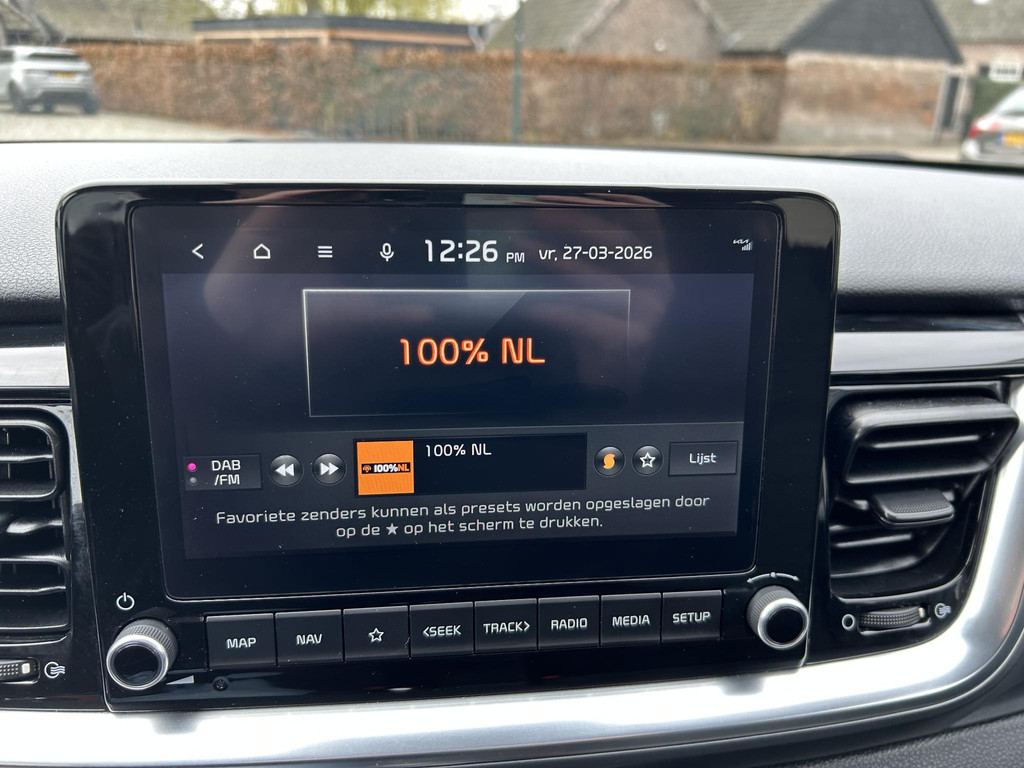 12:26 PM vr, 27-03-2026
100% NL
DAB
/FM
100%NL
100% NL
Lijst
Favoriete zenders kunnen als presets worden opgeslagen door
op de ★ op het scherm te drukken.
MAP
NAV
<SEEK
TRACK>
RADIO
MEDIA
SETUP